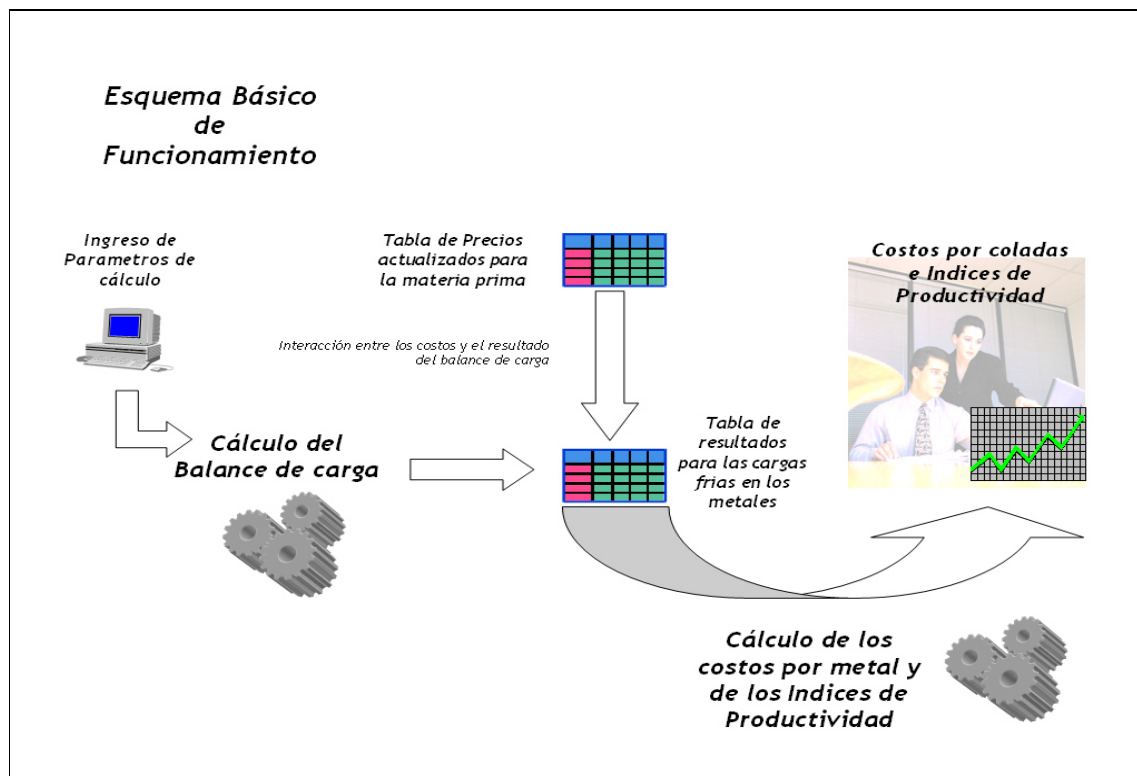 Esquema Básico
de
Funcionamiento
Ingreso de
Parametros de
cálculo
Tabla de Precios
actualizados para
la materia prima
Costos por coladas
e Indices de
Productividad
Interacción entre los costos y el resultado
del balance de carga
Cálculo del
Balance de carga
Tabla de
resultados
para las cargas
frias en los
metales
Cálculo de los
costos por metal y
de los Indices de
Productividad